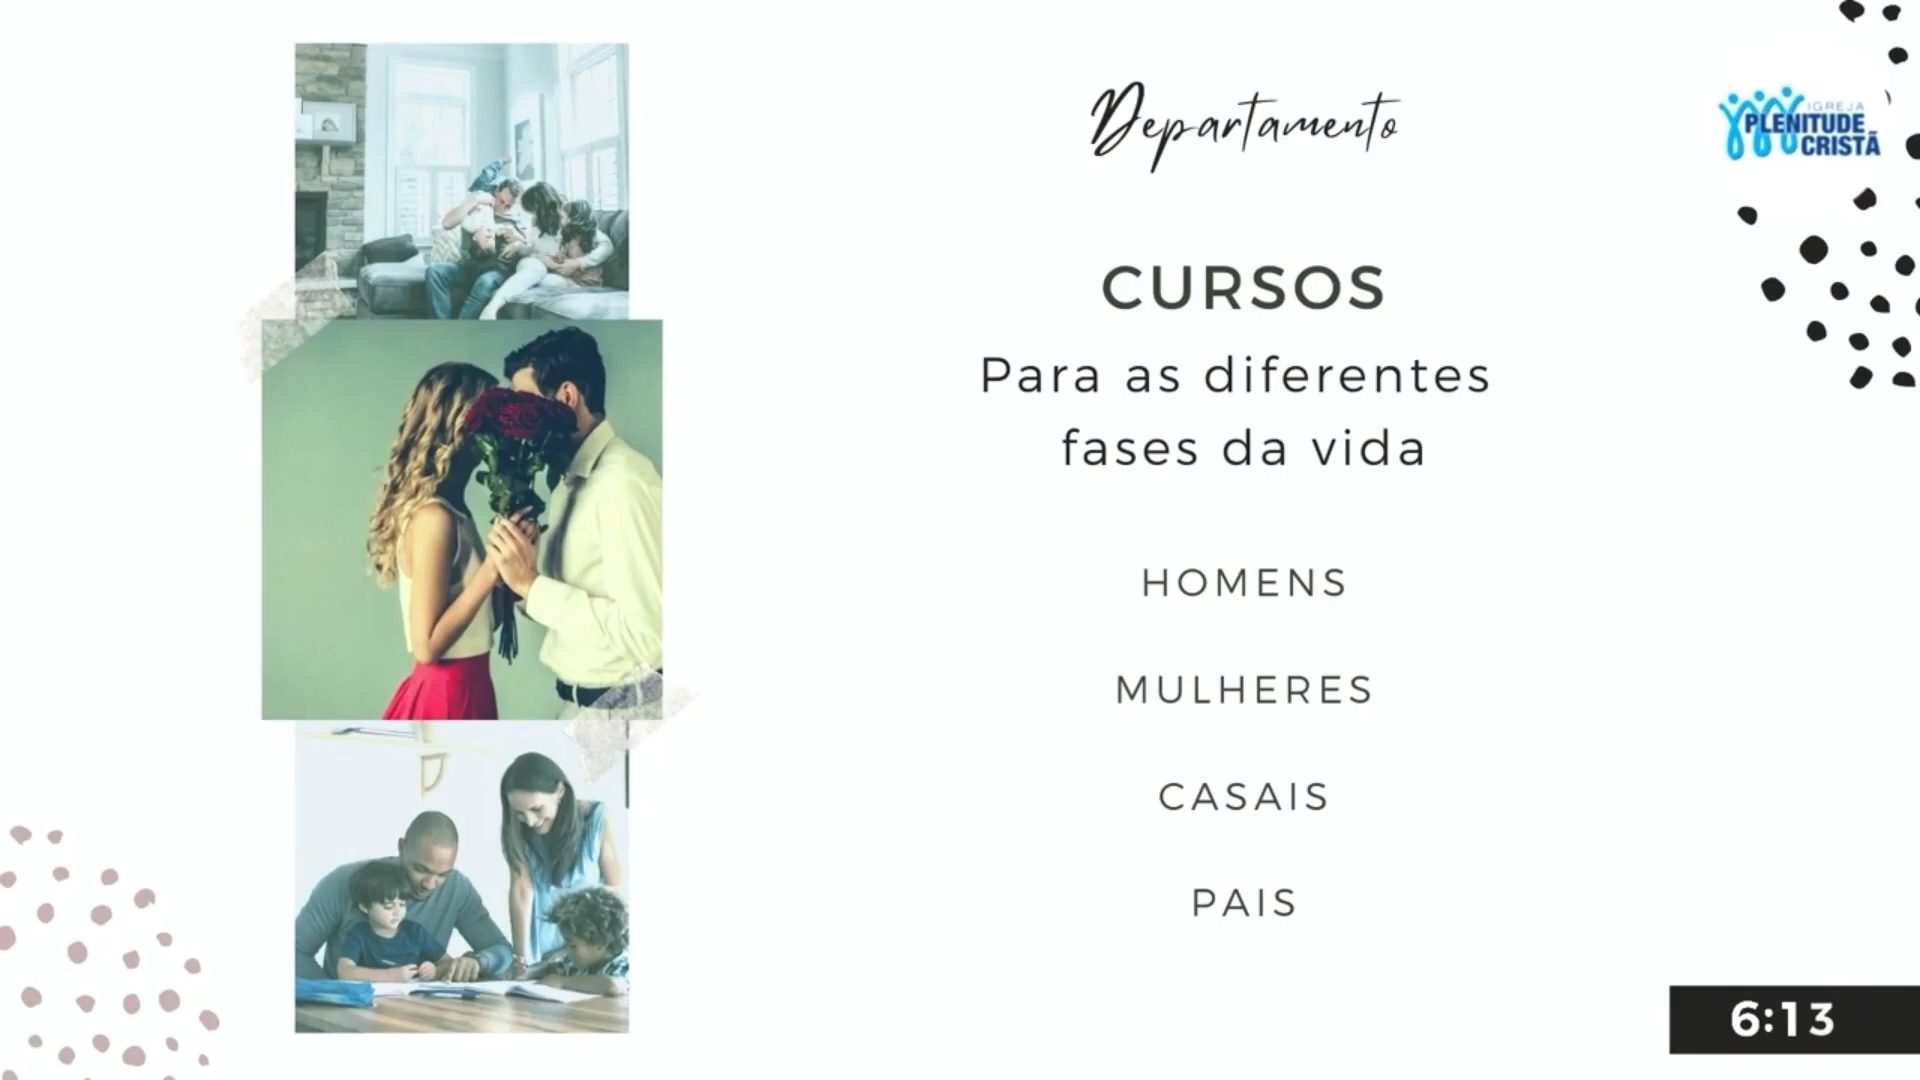 Departamento
IGREJA
PLENITUDE
CRISTÃ
CURSOS
Para as diferentes
fases da vida
HOMENS
MULHERES
CASAIS
PAIS
6:13